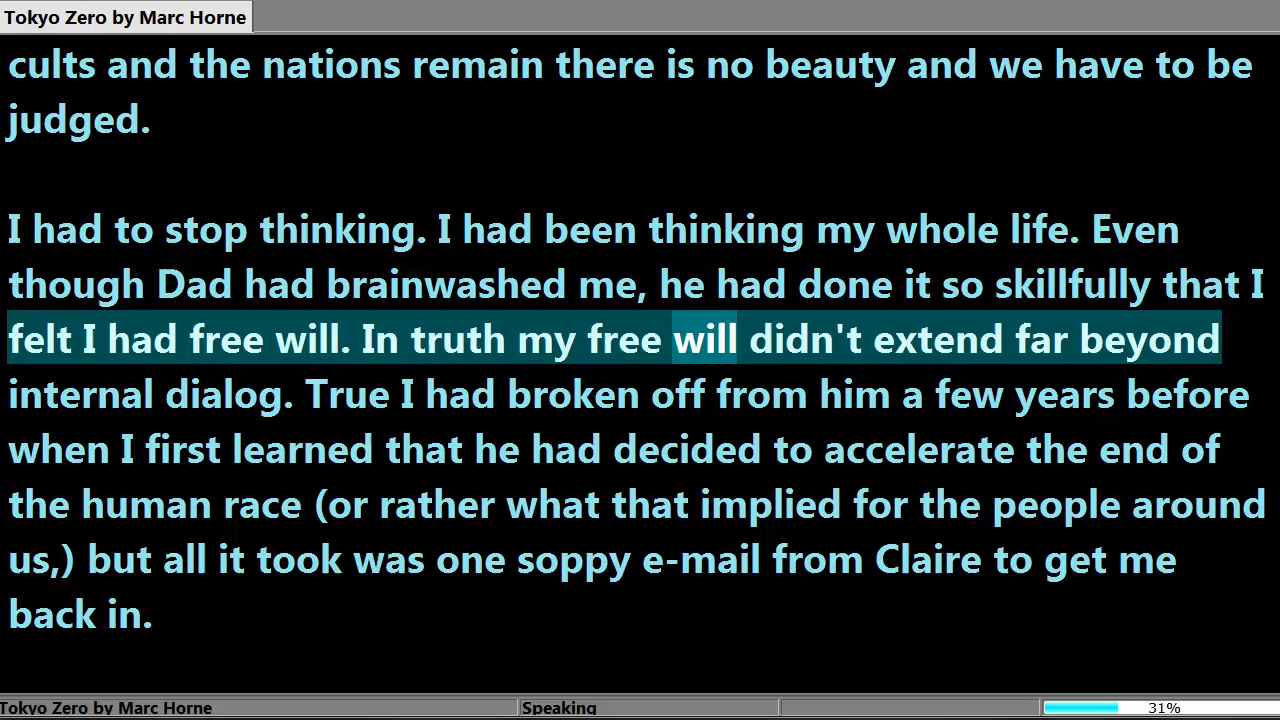 Tokyo Zero by Marc Horne
cults and the nations remain there is no beauty and we have to be
judged.
I had to stop thinking. I had been thinking my whole life. Even
though Dad had brainwashed me, he had done it so skillfully that I
felt I had free will. In truth my free will didn't extend far beyond
internal dialog. True I had broken off from him a few years before
when I first learned that he had decided to accelerate the end of
the human race (or rather what that implied for the people around
us,) but all it took was one soppy e-mail from Claire to get me
back in.
Tokyo Zero by Marc Horne Speaking 31%